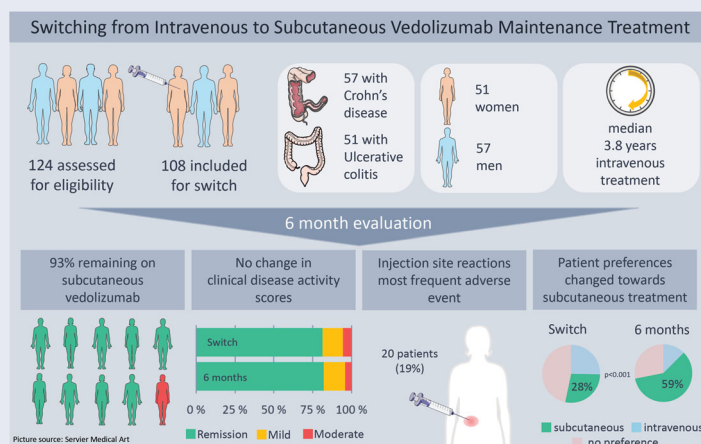 Switching from Intravenous to Subcutaneous Vedolizumab Maintenance Treatment
124 assessed
for eligibility
108 included
for switch
57 with
Crohn's
disease
51 with
Ulcerative
colitis
51
women
57
men
median
3.8 years
intravenous
treatment
6 month evaluation
93% remaining on
subcutaneous
vedolizumab
No change in
clinical disease activity
scores
Injection site reactions
most frequent adverse
event
Patient preferences
changed towards
subcutaneous treatment
Switch
6 months
0 %
25 %
50 %
75 %
100 %
Remission
Mild
Moderate
20 patients
(19%)
Switch
6 months
28%
p<0.001
59%
subcutaneous
intravenous
no preference
Picture source: Servier Medical Art